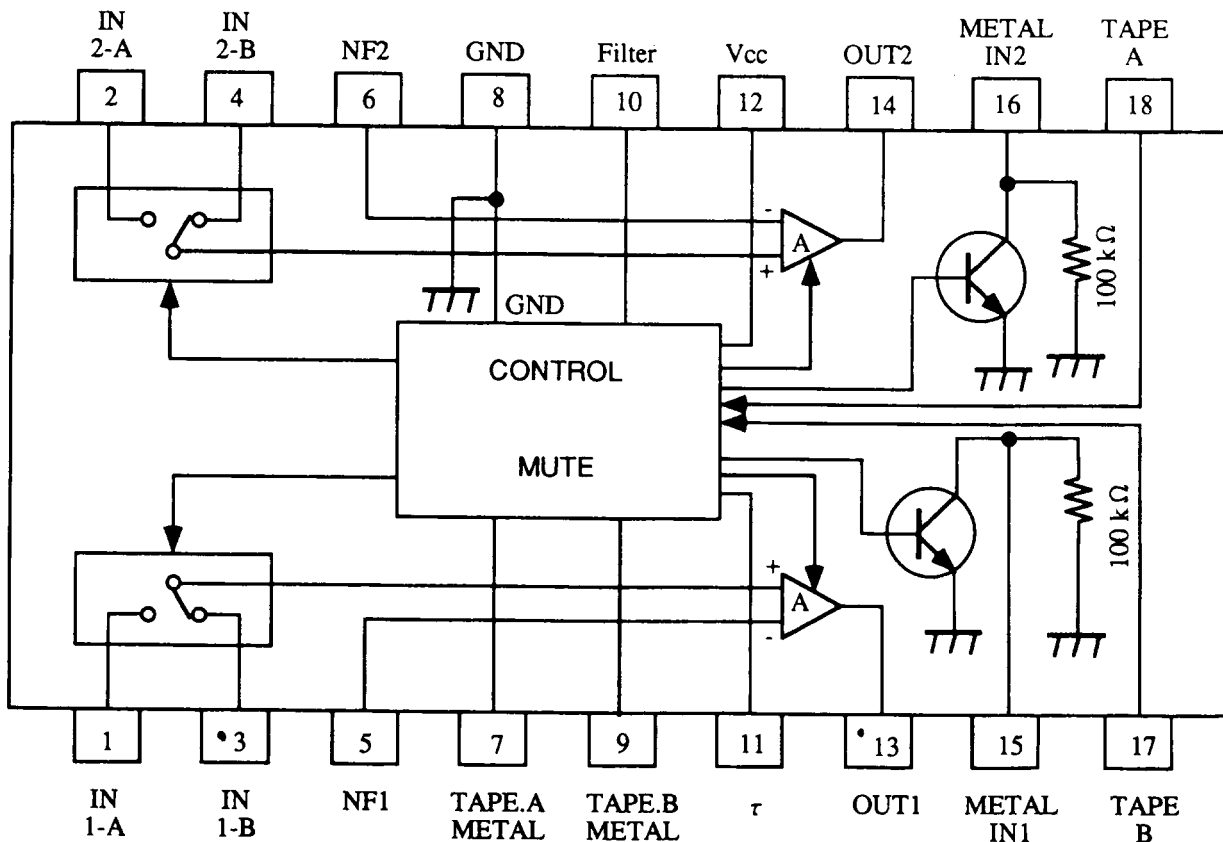 IN 2-A
IN 2-B
NF2
GND
Filter
Vcc
OUT2
METAL IN2
TAPE A
2
4
6
8
10
12
14
16
18
-
A
+
100 kΩ
GND
CONTROL
MUTE
+
A
-
100 kΩ
1
3
5
7
9
11
13
15
17
IN 1-A
IN 1-B
NF1
TAPE.A METAL
TAPE.B METAL
τ
OUT1
METAL IN1
TAPE B